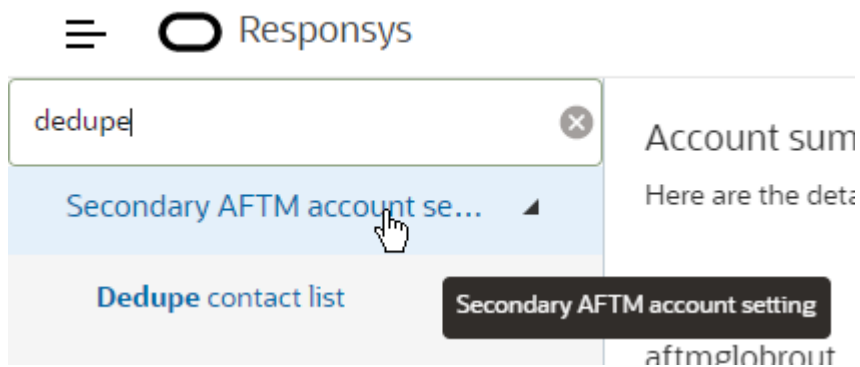 Responsys
dedupe
Account sum
Secondary AFTM account se...
Here are the deta
Dedupe contact list
Secondary AFTM account setting
aftmglobrout